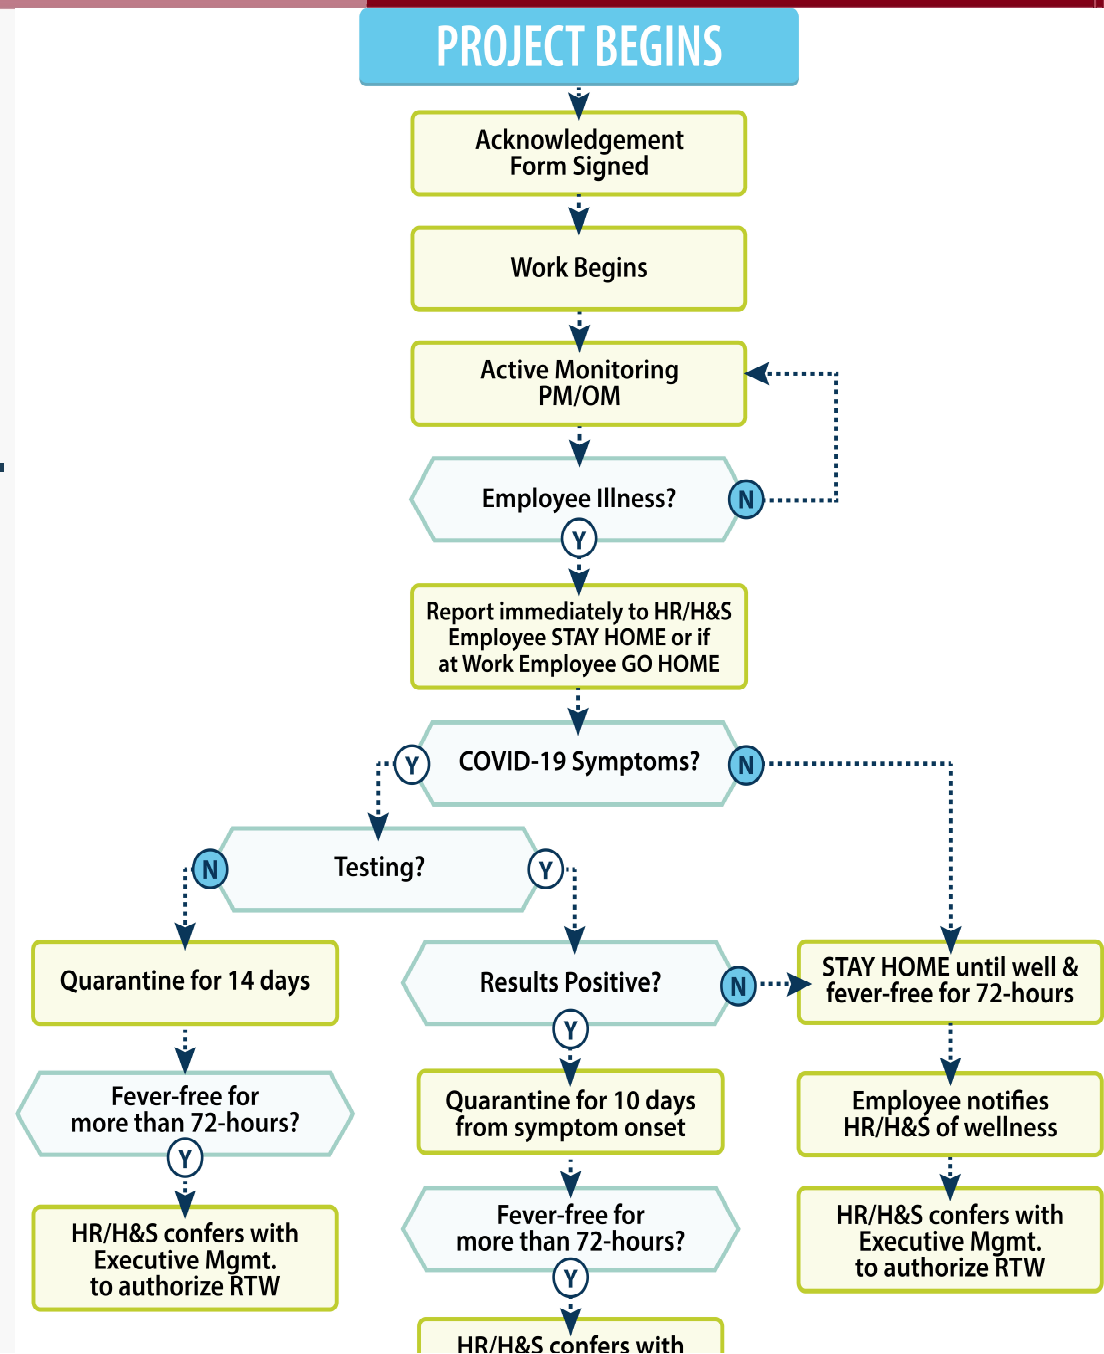 PROJECT BEGINS
Acknowledgement
Form Signed
Work Begins
Active Monitoring
PM/OM
Employee Illness?
N
Y
Report immediately to HR/H&S
Employee STAY HOME or if
at Work Employee GO HOME
Y
COVID-19 Symptoms?
N
N
Testing?
Y
Quarantine for 14 days
Results Positive?
N
Y
STAY HOME until well &
fever-free for 72-hours
Fever-free for
more than 72-hours?
Y
Quarantine for 10 days
from symptom onset
Employee notifies
HR/H&S of wellness
HR/H&S confers with
Executive Mgmt.
to authorize RTW
Fever-free for
more than 72-hours?
Y
HR/H&S confers with
Executive Mgmt.
to authorize RTW
HR/H&S confers with